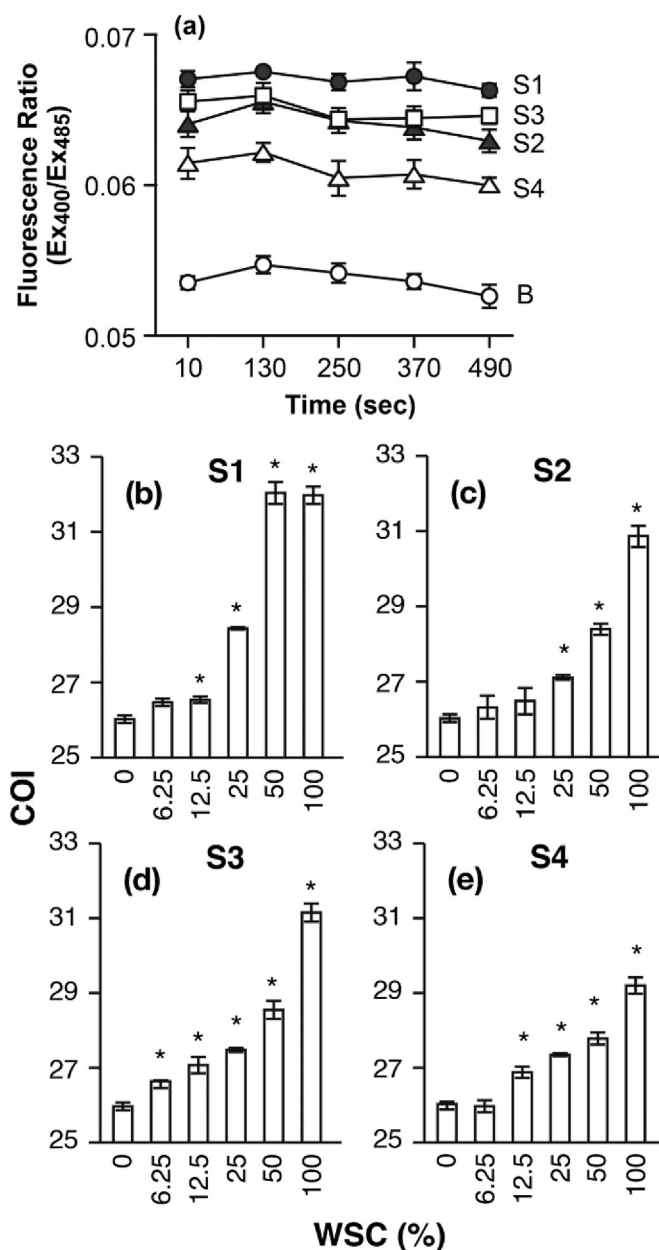 (a)
0.07
0.06
0.05
Fluorescence Ratio
(Ex400/Ex485)
S1
S3
S2
S4
B
10 130 250 370 490
Time (sec)
COI
(b) S1
33
31
29
27
25
* * * *
0 6.25 12.5 25 50 100
(c) S2
33
31
29
27
25
* * *
0 6.25 12.5 25 50 100
(d) S3
33
31
29
27
25
* * * * *
0 6.25 12.5 25 50 100
(e) S4
33
31
29
27
25
* * * *
0 6.25 12.5 25 50 100
WSC (%)